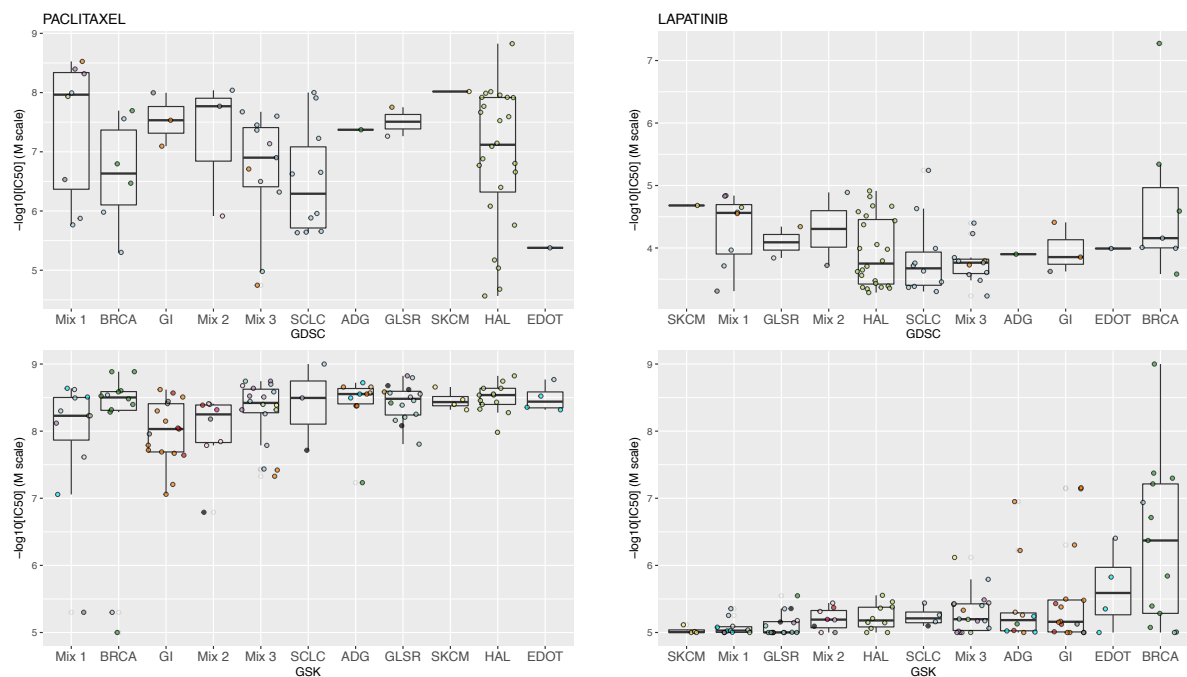 PACLITAXEL
−log10[IC50] (M scale)
9
8
7
6
5
Mix 1 BRCA GI Mix 2 Mix 3 SCLC ADG GLSR SKCM HAL EDOT
GDSC
LAPATINIB
−log10[IC50] (M scale)
7
6
5
4
SKCM Mix 1 GLSR Mix 2 HAL SCLC Mix 3 ADG GI EDOT BRCA
GDSC
−log10[IC50] (M scale)
9
8
7
6
5
Mix 1 BRCA GI Mix 2 Mix 3 SCLC ADG GLSR SKCM HAL EDOT
GSK
−log10[IC50] (M scale)
9
8
7
6
5
SKCM Mix 1 GLSR Mix 2 HAL SCLC Mix 3 ADG GI EDOT BRCA
GSK